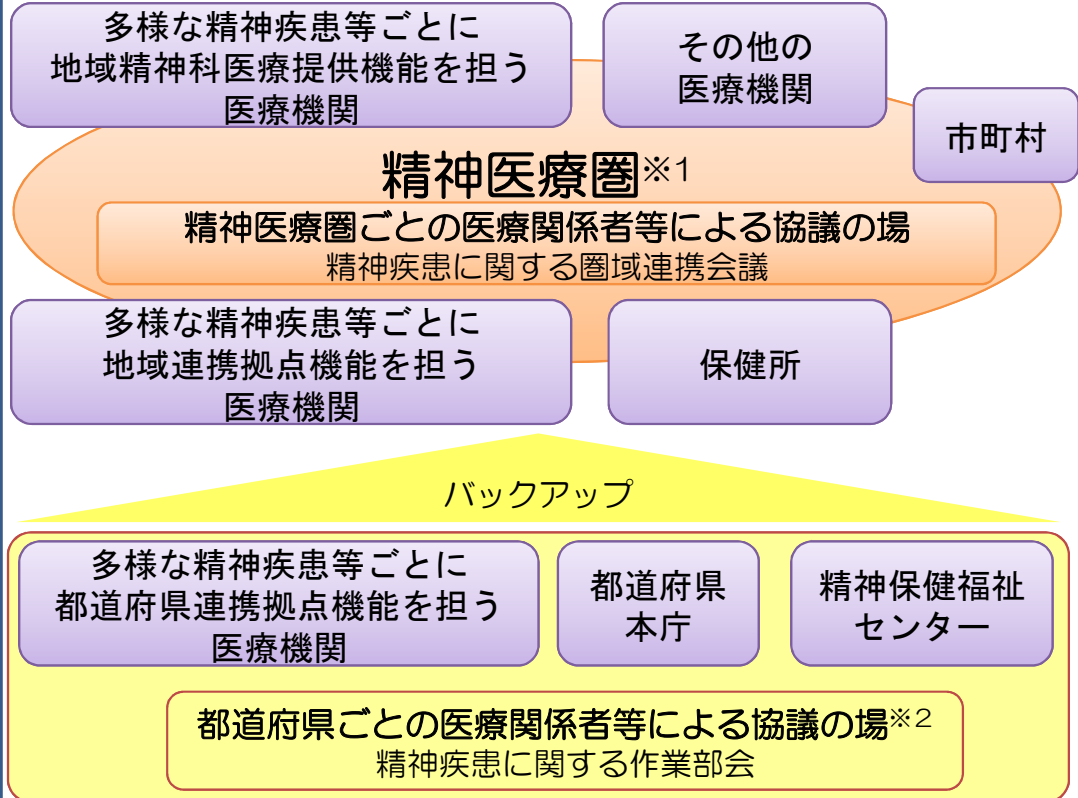 多様な精神疾患等ごとに
地域精神科医療提供機能を担う
医療機関
その他の
医療機関
市町村
精神医療圏※1
精神医療圏ごとの医療関係者等による協議の場
精神疾患に関する圏域連携会議
多様な精神疾患等ごとに
地域連携拠点機能を担う
医療機関
保健所
バックアップ
多様な精神疾患等ごとに
都道府県連携拠点機能を担う
医療機関
都道府県
本庁
精神保健福祉
センター
都道府県ごとの医療関係者等による協議の場※2
精神疾患に関する作業部会